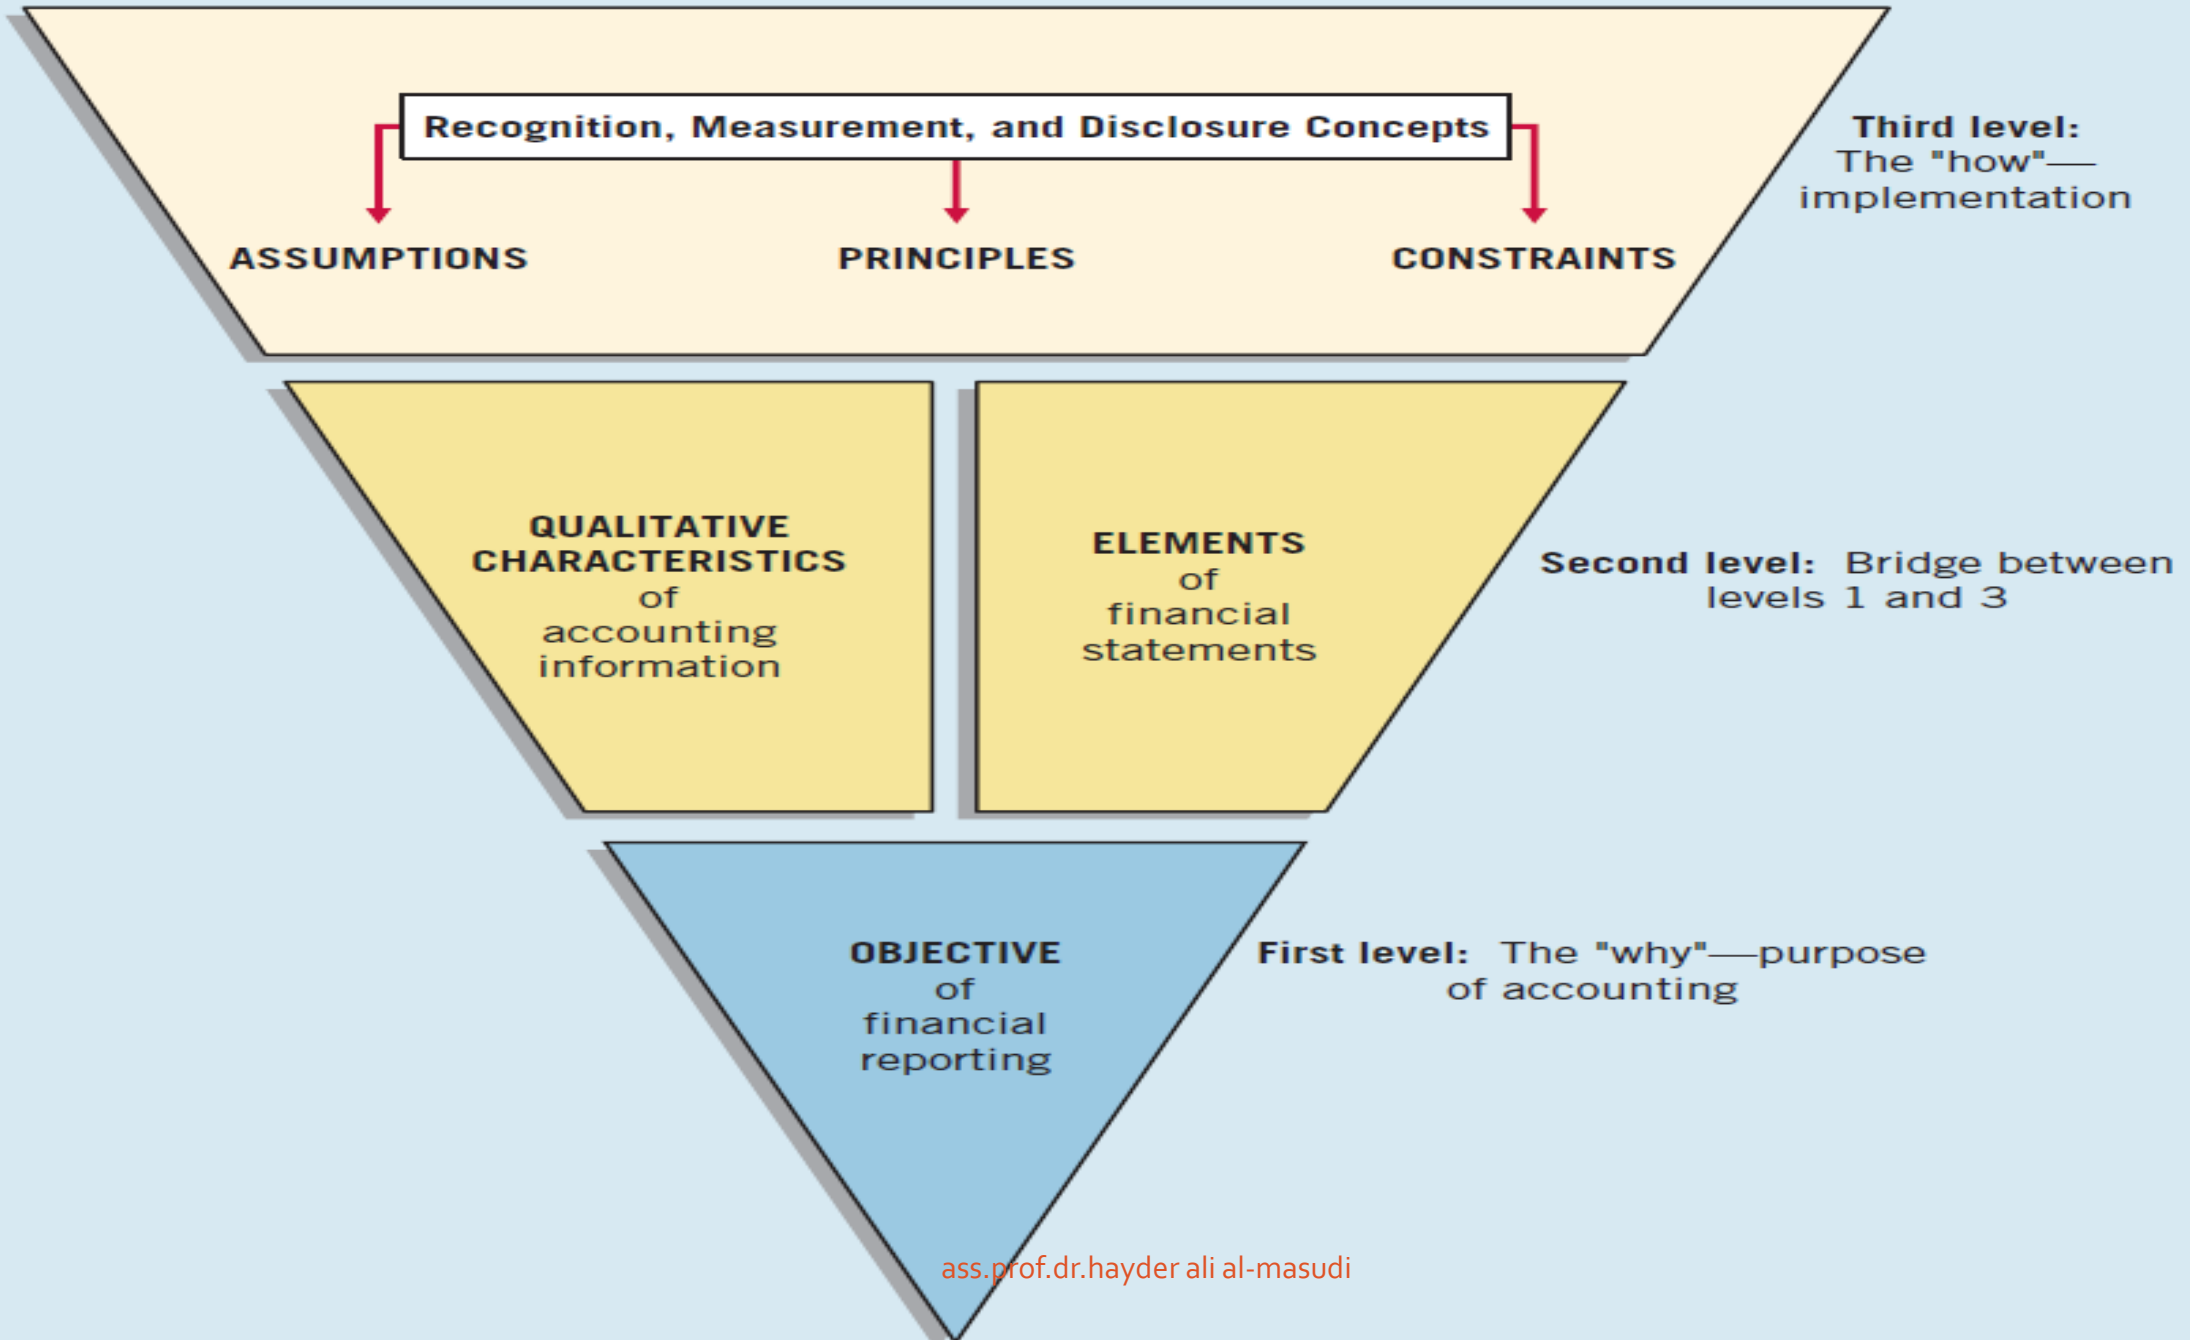 Recognition, Measurement, and Disclosure Concepts
ASSUMPTIONS
PRINCIPLES
CONSTRAINTS
Third level:
The "how"—
implementation
QUALITATIVE
CHARACTERISTICS
of
accounting
information
ELEMENTS
of
financial
statements
Second level: Bridge between
levels 1 and 3
OBJECTIVE
of
financial
reporting
First level: The "why"—purpose
of accounting
ass.prof.dr.hayder ali al-masudi